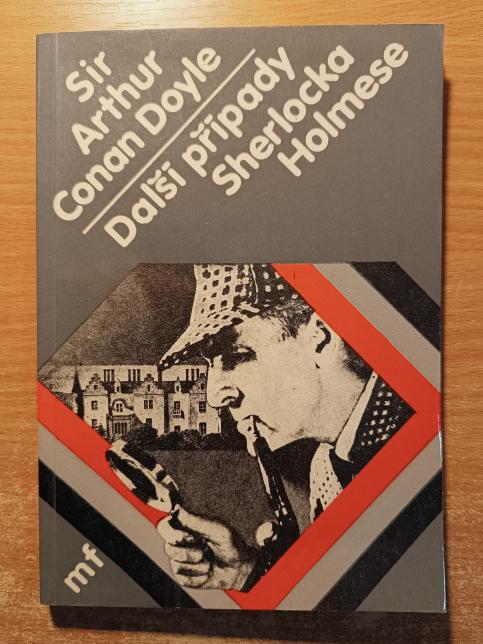 Sir
Arthur
Conan Doyle
Další případy
Sherlocka
Holmese
mf